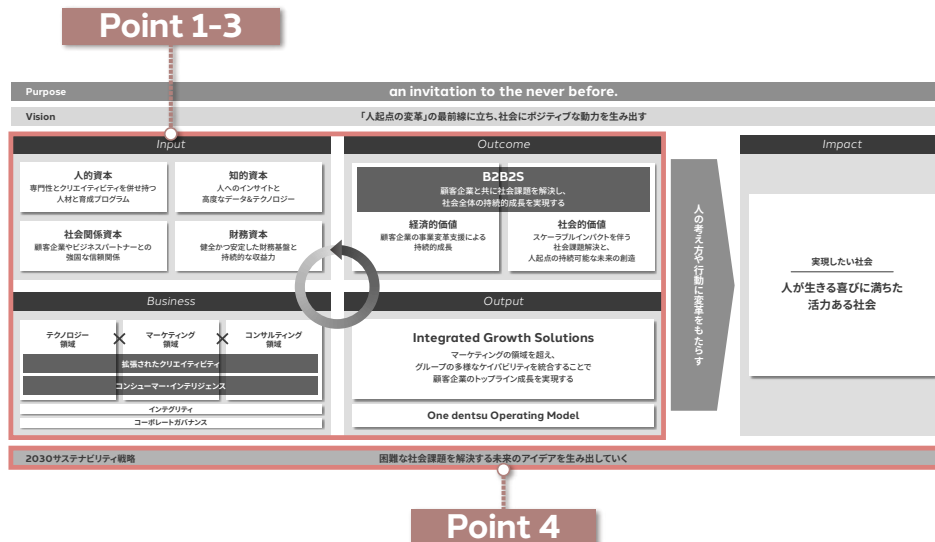 Point 1-3
Purpose
an invitation to the never before.
Vision
「人起点の変革」の最前線に立ち、社会にポジティブな動力を生み出す
Input
人的資本
専門性とクリエイティビティを併せ持つ
人材と育成プログラム
知的資本
人へのインサイトと
高度なデータ&テクノロジー
社会関係資本
顧客企業やビジネスパートナーとの
強固な信頼関係
財務資本
健全かつ安定した財務基盤と
持続的な収益力
Outcome
B2B2S
顧客企業と共に社会課題を解決し、
社会全体の持続的成長を実現する
経済的価値
顧客企業の事業変革支援による
持続的成長
社会的価値
スケーラブルインパクトを伴う
社会課題解決と、
人起点の持続可能な未来の創造
Business
テクノロジー
領域
×
マーケティング
領域
×
コンサルティング
領域
拡張されたクリエイティビティ
コンシューマー・インテリジェンス
インテグリティ
コーポレートガバナンス
Output
Integrated Growth Solutions
マーケティングの領域を超え、
グループの多様なケイパビリティを統合することで
顧客企業のトップライン成長を実現する
One dentsu Operating Model
人の考え方や行動に変革をもたらす
Impact
実現したい社会
人が生きる喜びに満ちた
活力ある社会
2030サステナビリティ戦略
困難な社会課題を解決する未来のアイデアを生み出していく
Point 4